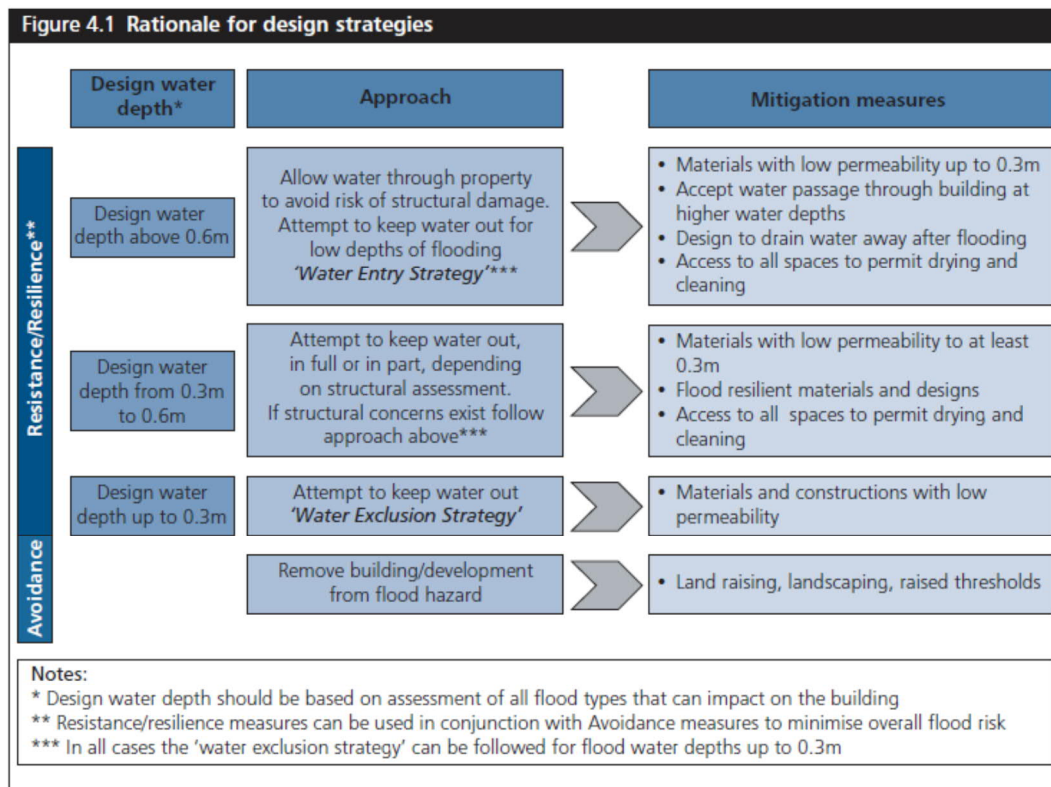 Figure 4.1 Rationale for design strategies
Design water
depth*
Approach
Mitigation measures
Resistance/Resilience**
Design water
depth above 0.6m
Allow water through property
to avoid risk of structural damage.
Attempt to keep water out for
low depths of flooding
‘Water Entry Strategy’***
• Materials with low permeability up to 0.3m
• Accept water passage through building at
higher water depths
• Design to drain water away after flooding
• Access to all spaces to permit drying and
cleaning
Design water
depth from 0.3m
to 0.6m
Attempt to keep water out,
in full or in part, depending
on structural assessment.
If structural concerns exist follow
approach above***
• Materials with low permeability to at least
0.3m
• Flood resilient materials and designs
• Access to all spaces to permit drying and
cleaning
Design water
depth up to 0.3m
Attempt to keep water out
‘Water Exclusion Strategy’
• Materials and constructions with low
permeability
Avoidance
Remove building/development
from flood hazard
• Land raising, landscaping, raised thresholds
Notes:
* Design water depth should be based on assessment of all flood types that can impact on the building
** Resistance/resilience measures can be used in conjunction with Avoidance measures to minimise overall flood risk
*** In all cases the ‘water exclusion strategy’ can be followed for flood water depths up to 0.3m